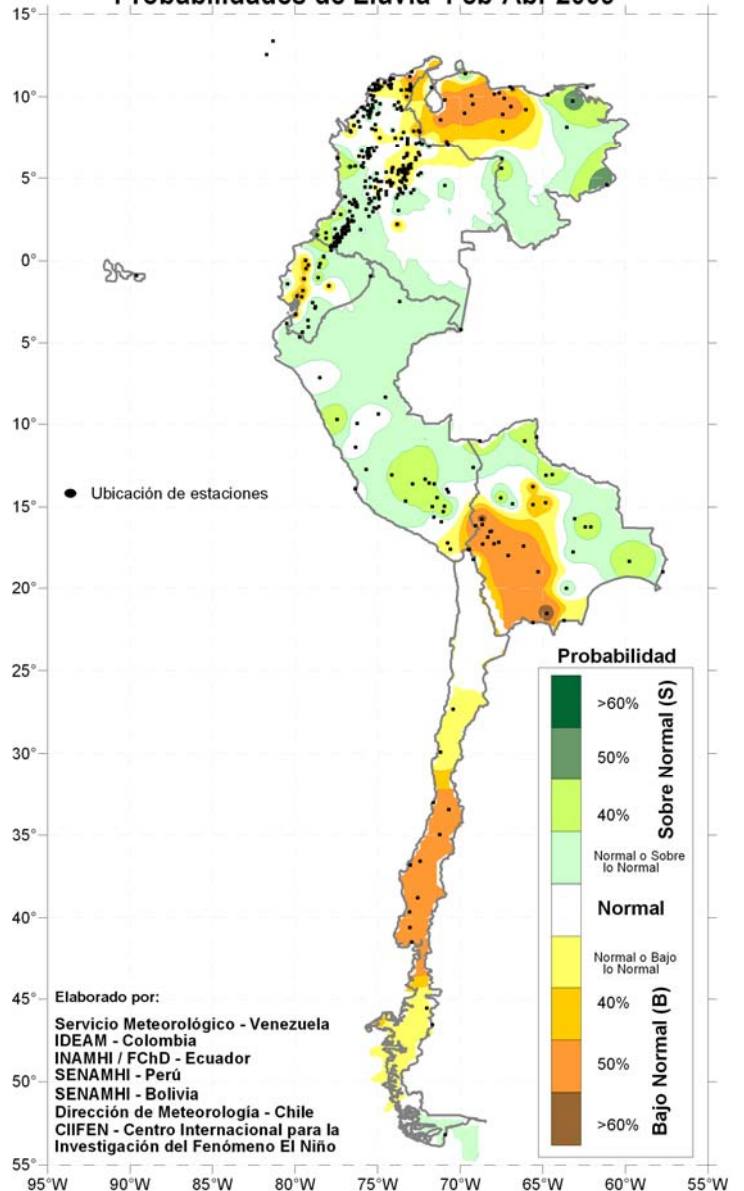 15°
10°
5°
0°
5°
10°
15°
20°
25°
30°
35°
40°
45°
50°
55°
Ubicación de estaciones
Probabilidad
>60%
50%
40%
Normal o Sobre
lo Normal
Normal
Normal o Bajo
lo Normal
40%
50%
>60%
Sobre Normal (S)
Bajo Normal (B)
Elaborado por:
Servicio Meteorológico - Venezuela
IDEAM - Colombia
INAMHI / FChD - Ecuador
SENAMHI - Perú
SENAMHI - Bolivia
Dirección de Meteorología - Chile
CIIFEN - Centro Internacional para la
Investigación del Fenómeno El Niño
95°W 90°W 85°W 80°W 75°W 70°W 65°W 60°W 55°W